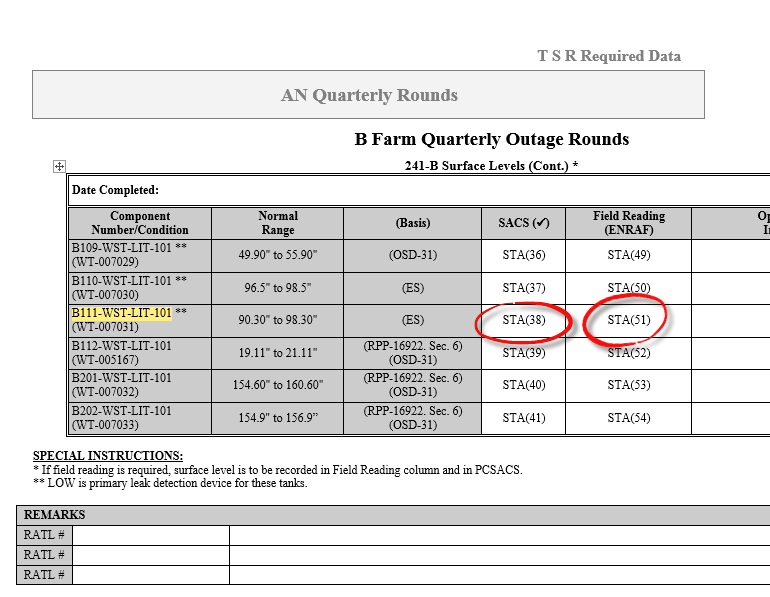 T S R Required Data
AN Quarterly Rounds
B Farm Quarterly Outage Rounds
241-B Surface Levels (Cont.) *
Date Completed:
Component Number/Condition Normal Range (Basis) SACS (✓) Field Reading (ENRAF)
B109-WST-LIT-101 ** (WT-007029) 49.90" to 55.90" (OSD-31) STA(36) STA(49)
B110-WST-LIT-101 ** (WT-007030) 96.5" to 98.5" (ES) STA(37) STA(50)
B111-WST-LIT-101 ** (WT-007031) 90.30" to 98.30" (ES) STA(38) STA(51)
B112-WST-LIT-101 (WT-005167) 19.11" to 21.11" (RPP-16922. Sec. 6) (OSD-31) STA(39) STA(52)
B201-WST-LIT-101 (WT-007032) 154.60" to 160.60" (RPP-16922. Sec. 6) (OSD-31) STA(40) STA(53)
B202-WST-LIT-101 (WT-007033) 154.9" to 156.9” (RPP-16922. Sec. 6) (OSD-31) STA(41) STA(54)
SPECIAL INSTRUCTIONS:
* If field reading is required, surface level is to be recorded in Field Reading column and in PCSACS.
** LOW is primary leak detection device for these tanks.
REMARKS
RATL #
RATL #
RATL #